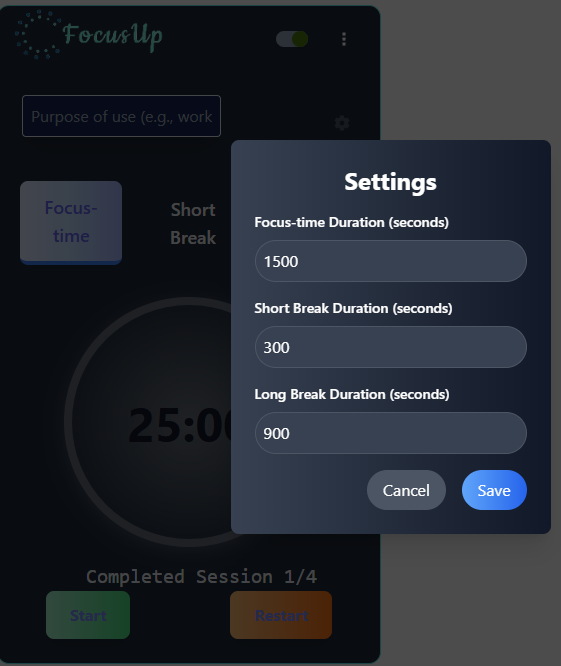 FocusUp
Purpose of use (e.g., work
Focus-
time
Short
Break
Settings
Focus-time Duration (seconds)
1500
Short Break Duration (seconds)
300
Long Break Duration (seconds)
900
Cancel
Save
25:00
Completed Session 1/4
Start
Restart